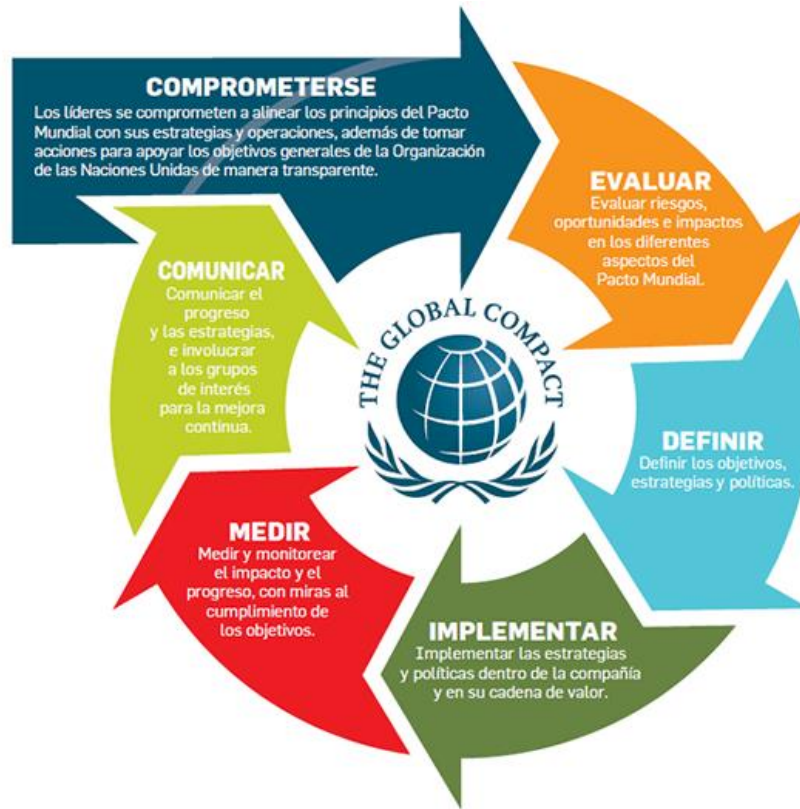 COMPROMETERSE
Los líderes se comprometen a alinear los principios del Pacto
Mundial con sus estrategias y operaciones, además de tomar
acciones para apoyar los objetivos generales de la Organización
de las Naciones Unidas de manera transparente.
EVALUAR
Evaluar riesgos,
oportunidades e impactos
en los diferentes
aspectos del
Pacto Mundial.
DEFINIR
Definir los objetivos,
estrategias y políticas.
IMPLEMENTAR
Implementar las estrategias
y políticas dentro de la compañía
y en su cadena de valor.
MEDIR
Medir y monitorear
el impacto y el
progreso, con miras al
cumplimiento de
los objetivos.
COMUNICAR
Comunicar el
progreso
y las estrategias,
e involucrar
a los grupos
de interés
para la mejora
continua.
THE GLOBAL COMPACT